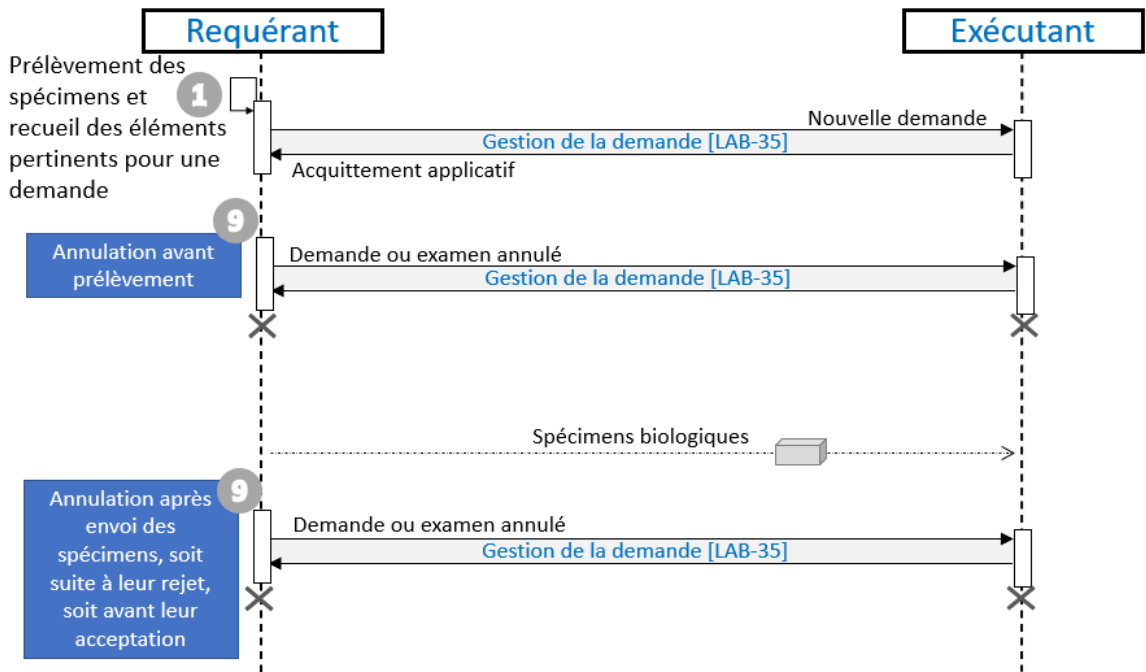 Requérant
Exécutant
Prélèvement des
spécimens et
recueil des éléments
pertinents pour une
demande
1
Nouvelle demande
Gestion de la demande [LAB-35]
Acquittement applicatif
9
Annulation avant
prélèvement
Demande ou examen annulé
Gestion de la demande [LAB-35]
Spécimens biologiques
9
Annulation après
envoi des
spécimens, soit
suite à leur rejet,
soit avant leur
acceptation
Demande ou examen annulé
Gestion de la demande [LAB-35]